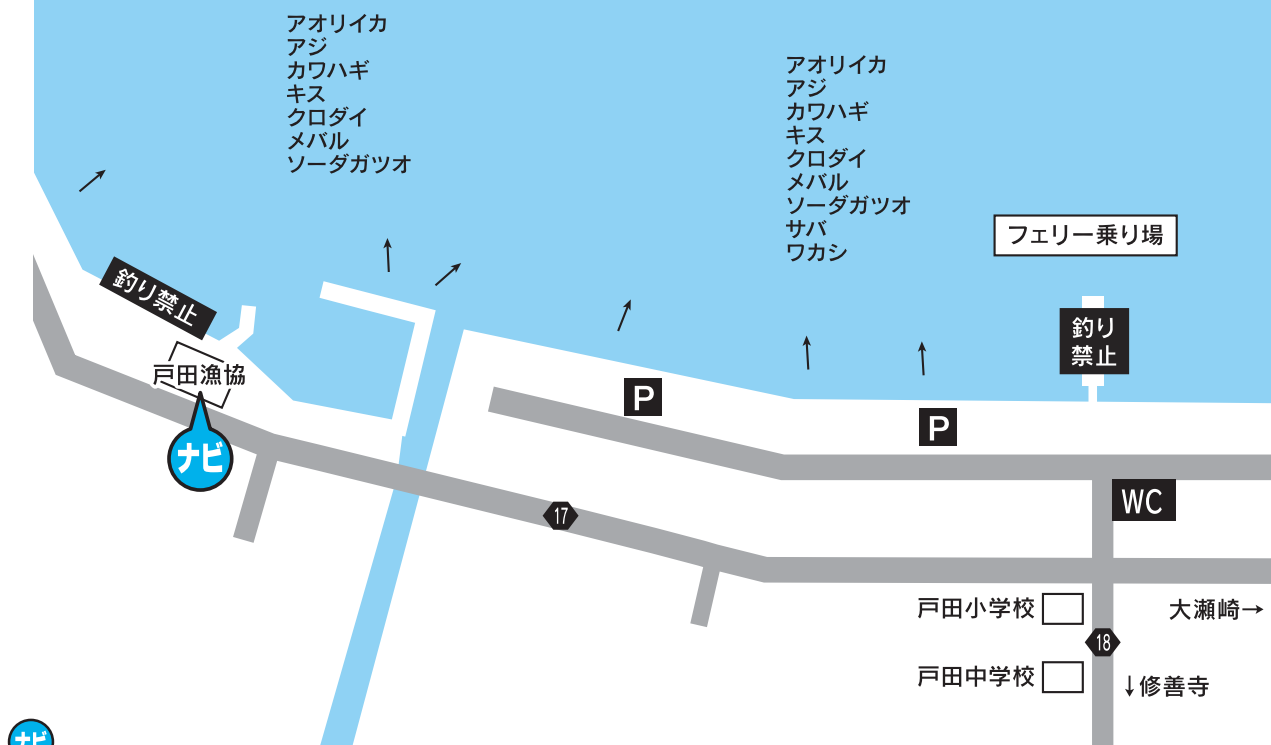 アオリイカ
アジ
カワハギ
キス
クロダイ
メバル
ソーダガツオ
アオリイカ
アジ
カワハギ
キス
クロダイ
メバル
ソーダガツオ
サバ
ワカシ
フェリー乗り場
釣り禁止
釣り
禁止
戸田漁協
ナビ
P
P
WC
17
戸田小学校
大瀬崎→
18
戸田中学校
↓修善寺
ナビ